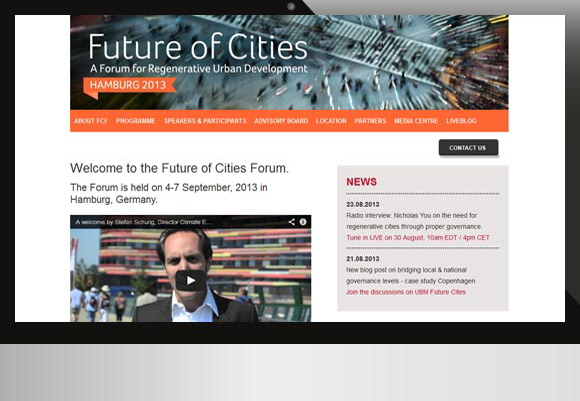 Future of Cities
A Forum for Regenerative Urban Development
HAMBURG 2013
ABOUT FCF PROGRAMME SPEAKERS & PARTICIPANTS ADVISORY BOARD LOCATION PARTNERS MEDIA CENTRE LIVEBLOG
CONTACT US
Welcome to the Future of Cities Forum.
The Forum is held on 4-7 September, 2013 in
Hamburg, Germany.
A welcome by Stefan Schurig, Director Climate E...
NEWS
23.08.2013
Radio interview: Nicholas You on the need for
regenerative cities through proper governance.
Tune in LIVE on 30 August, 10am EDT / 4pm CET
21.08.2013
New blog post on bridging local & national
governance levels - case study Copenhagen
Join the discussions on UBM Future Cites